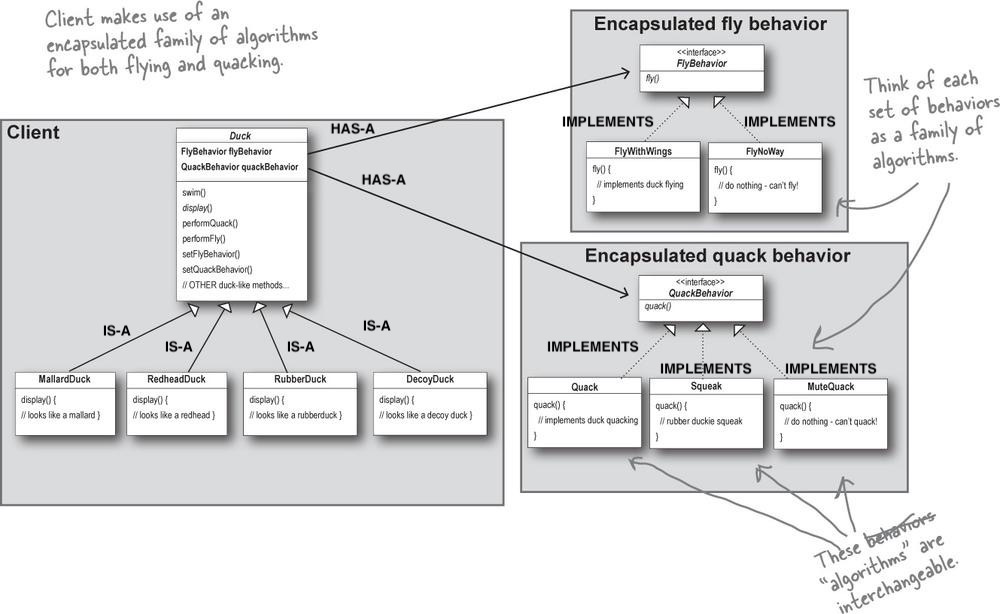 Client makes use of an
encapsulated family of algorithms
for both flying and quacking.
Client
Duck
FlyBehavior flyBehavior
QuackBehavior quackBehavior
swim()
display()
performQuack()
performFly()
setFlyBehavior()
setQuackBehavior()
// OTHER duck-like methods...
HAS-A
HAS-A
IS-A
IS-A
IS-A
IS-A
MallardDuck
display() {
// looks like a mallard }
RedheadDuck
display() {
// looks like a redhead }
RubberDuck
display() {
// looks like a rubberduck }
DecoyDuck
display() {
// looks like a decoy duck }
Encapsulated fly behavior
<<interface>>
FlyBehavior
fly()
IMPLEMENTS
IMPLEMENTS
FlyWithWings
fly() {
// implements duck flying
}
FlyNoWay
fly() {
// do nothing - can't fly!
}
Think of each
set of behaviors
as a family of
algorithms.
Encapsulated quack behavior
<<interface>>
QuackBehavior
quack()
IMPLEMENTS
IMPLEMENTS
IMPLEMENTS
Quack
quack() {
// implements duck quacking
}
Squeak
quack() {
// rubber duckie squeak
}
MuteQuack
quack() {
// do nothing - can't quack!
}
These behaviors
"algorithms" are
interchangeable.